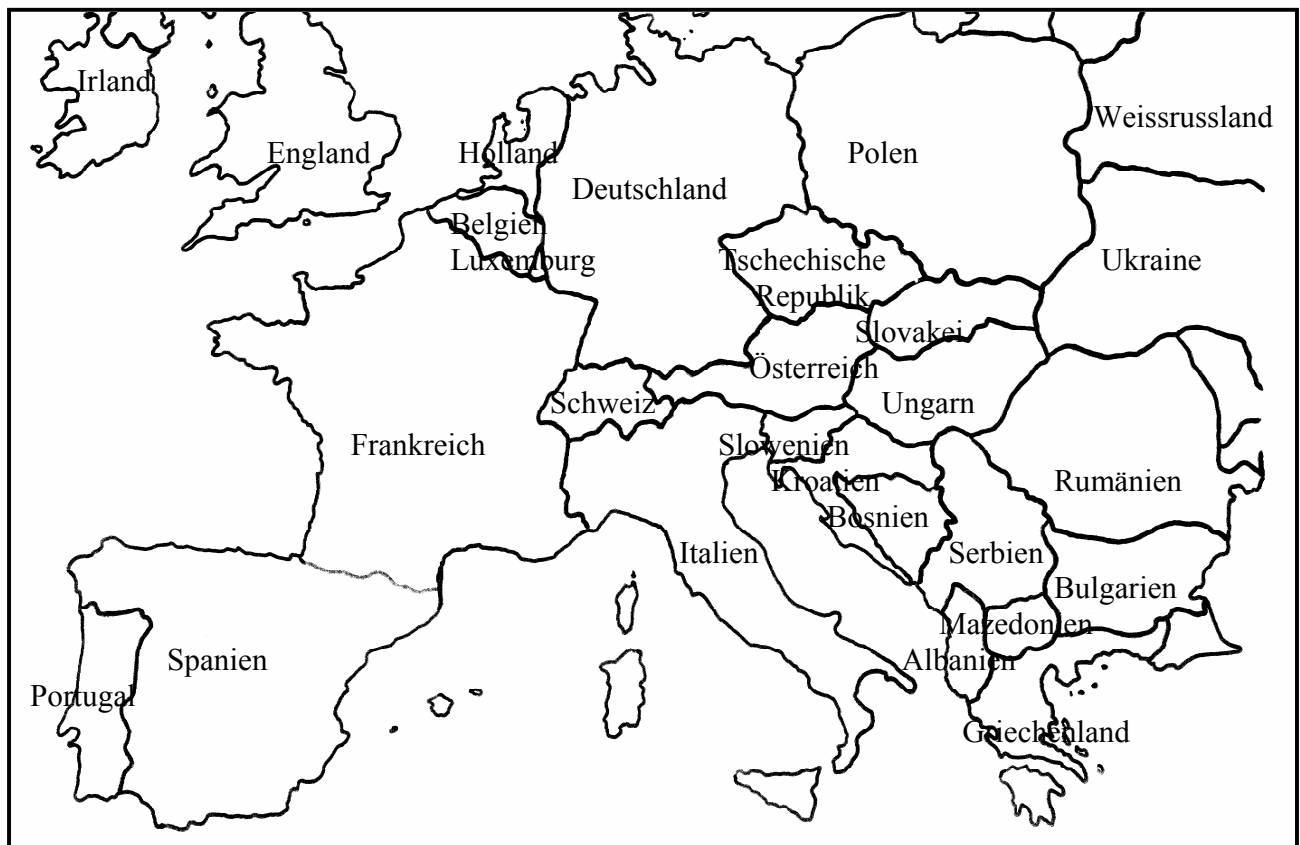 Irland
Weissrussland
England
Holland
Polen
Deutschland
Belgien
Luxemburg
Tschechische
Republik
Ukraine
Slovakei
Österreich
Schweiz
Ungarn
Frankreich
Slowenien
Kroatien
Rumänien
Bosnien
Italien
Serbien
Bulgarien
Mazedonien
Spanien
Albanien
Portugal
Griechenland